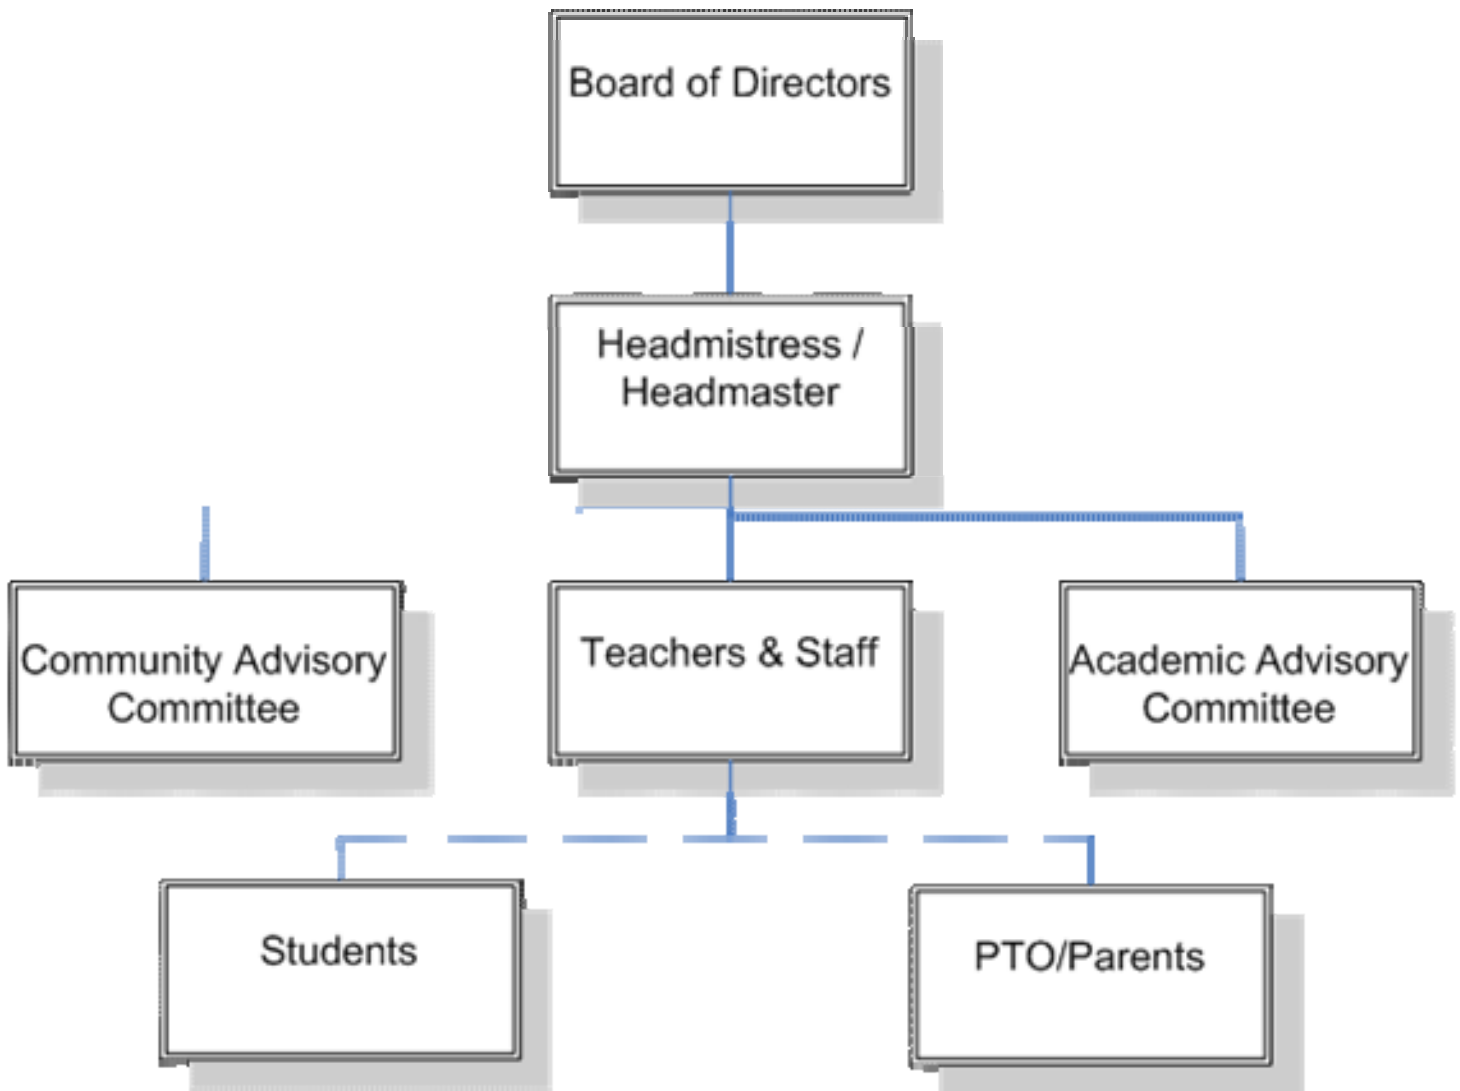 Board of Directors
Headmistress /
Headmaster
Community Advisory
Committee
Teachers & Staff
Academic Advisory
Committee
Students
PTO/Parents